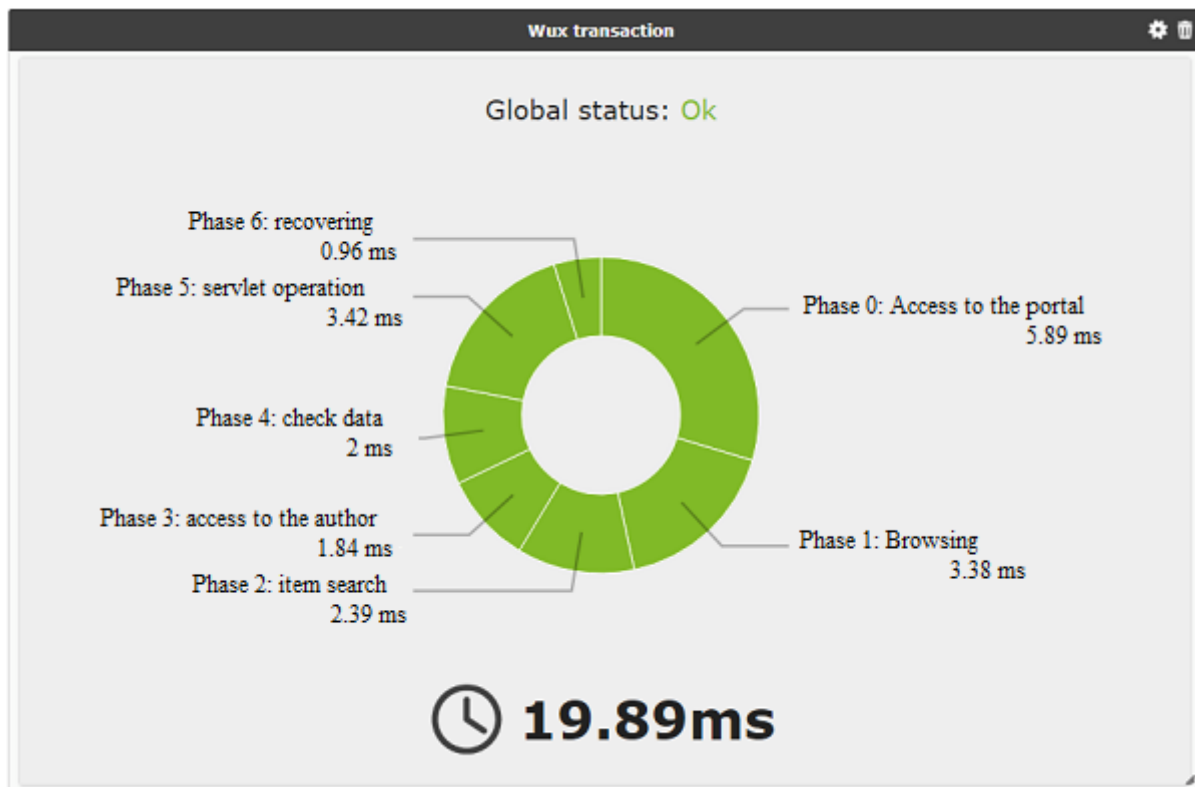 Wux transaction
Global status: Ok
Phase 6: recovering
0.96 ms
Phase 5: servlet operation
3.42 ms
Phase 0: Access to the portal
5.89 ms
Phase 4: check data
2 ms
Phase 3: access to the author
1.84 ms
Phase 1: Browsing
3.38 ms
Phase 2: item search
2.39 ms
19.89ms